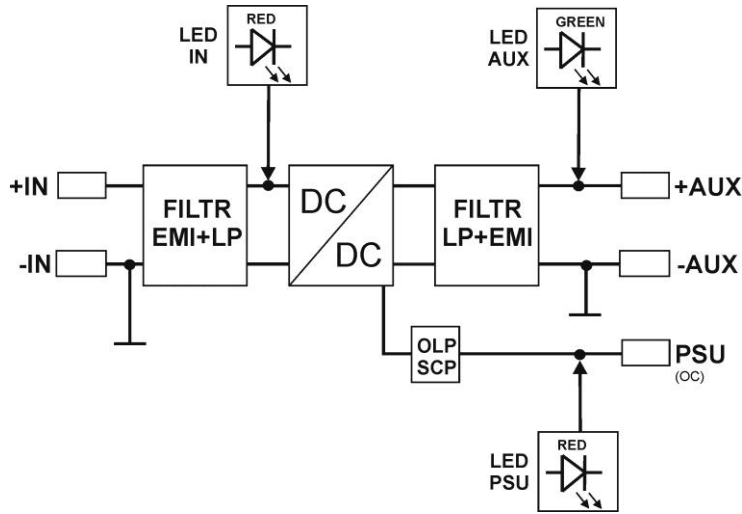 LED
IN
RED
LED
AUX
GREEN
+IN
FILTR
EMI+LP
DC
DC
FILTR
LP+EMI
+AUX
-IN
-AUX
OLP
SCP
PSU
(OC)
LED
PSU
RED